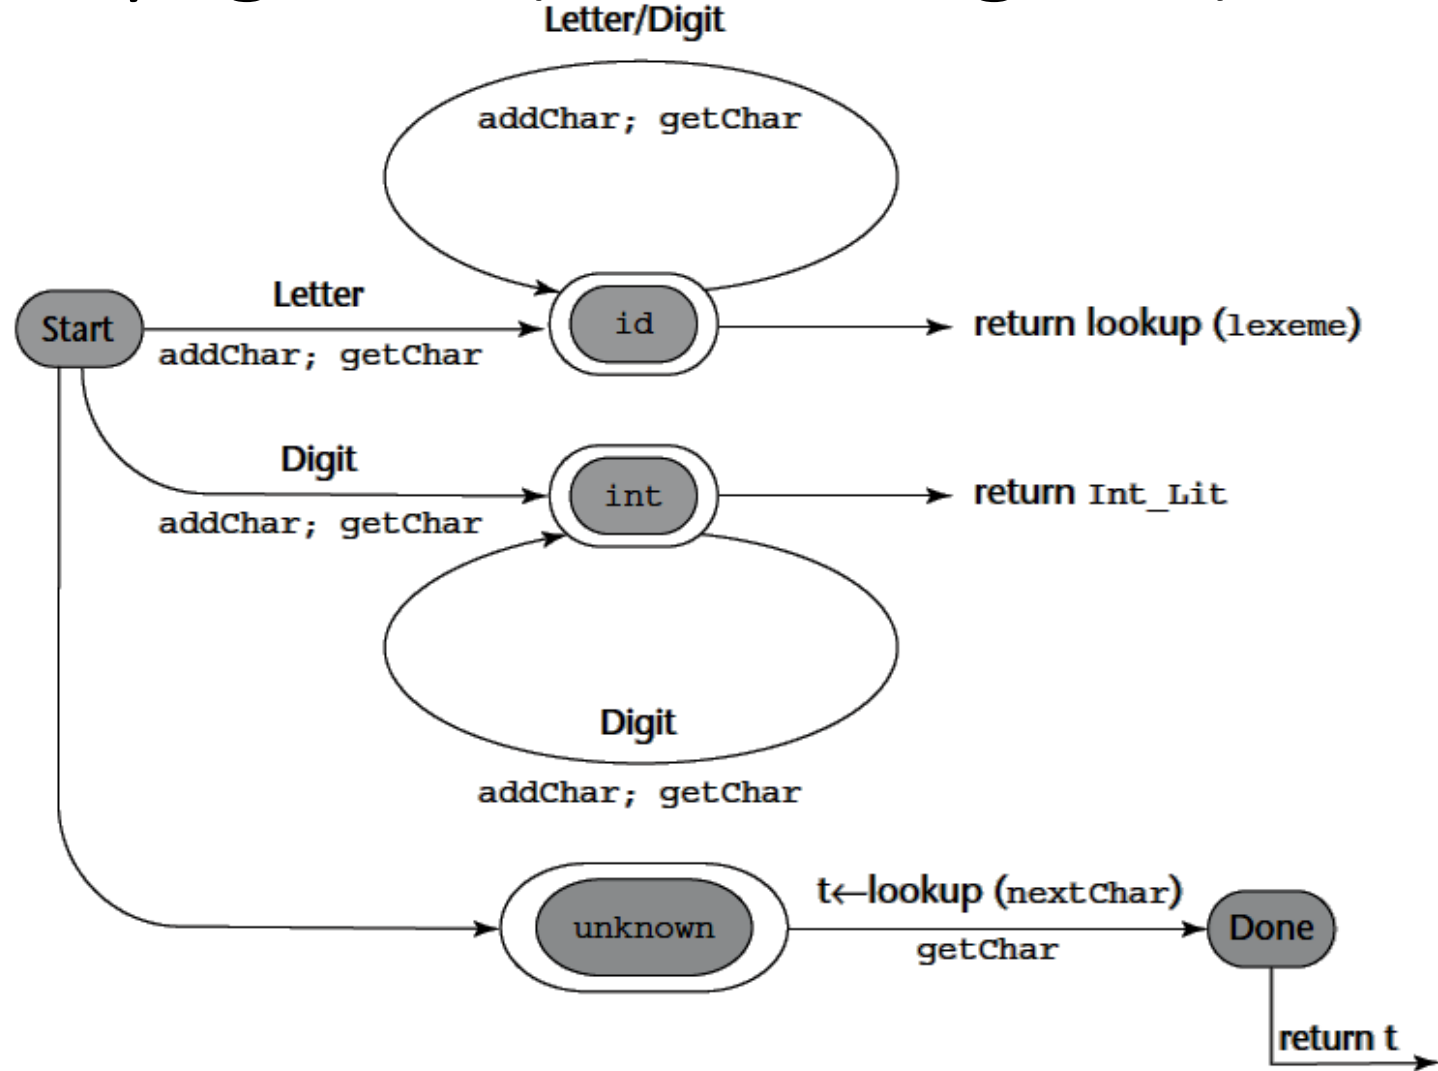 Letter/Digit
addChar; getChar
Letter
Start
id
return lookup (lexeme)
addChar; getChar
Digit
int
return Int_Lit
addChar; getChar
Digit
addChar; getChar
t←lookup (nextChar)
unknown
Done
getChar
return t